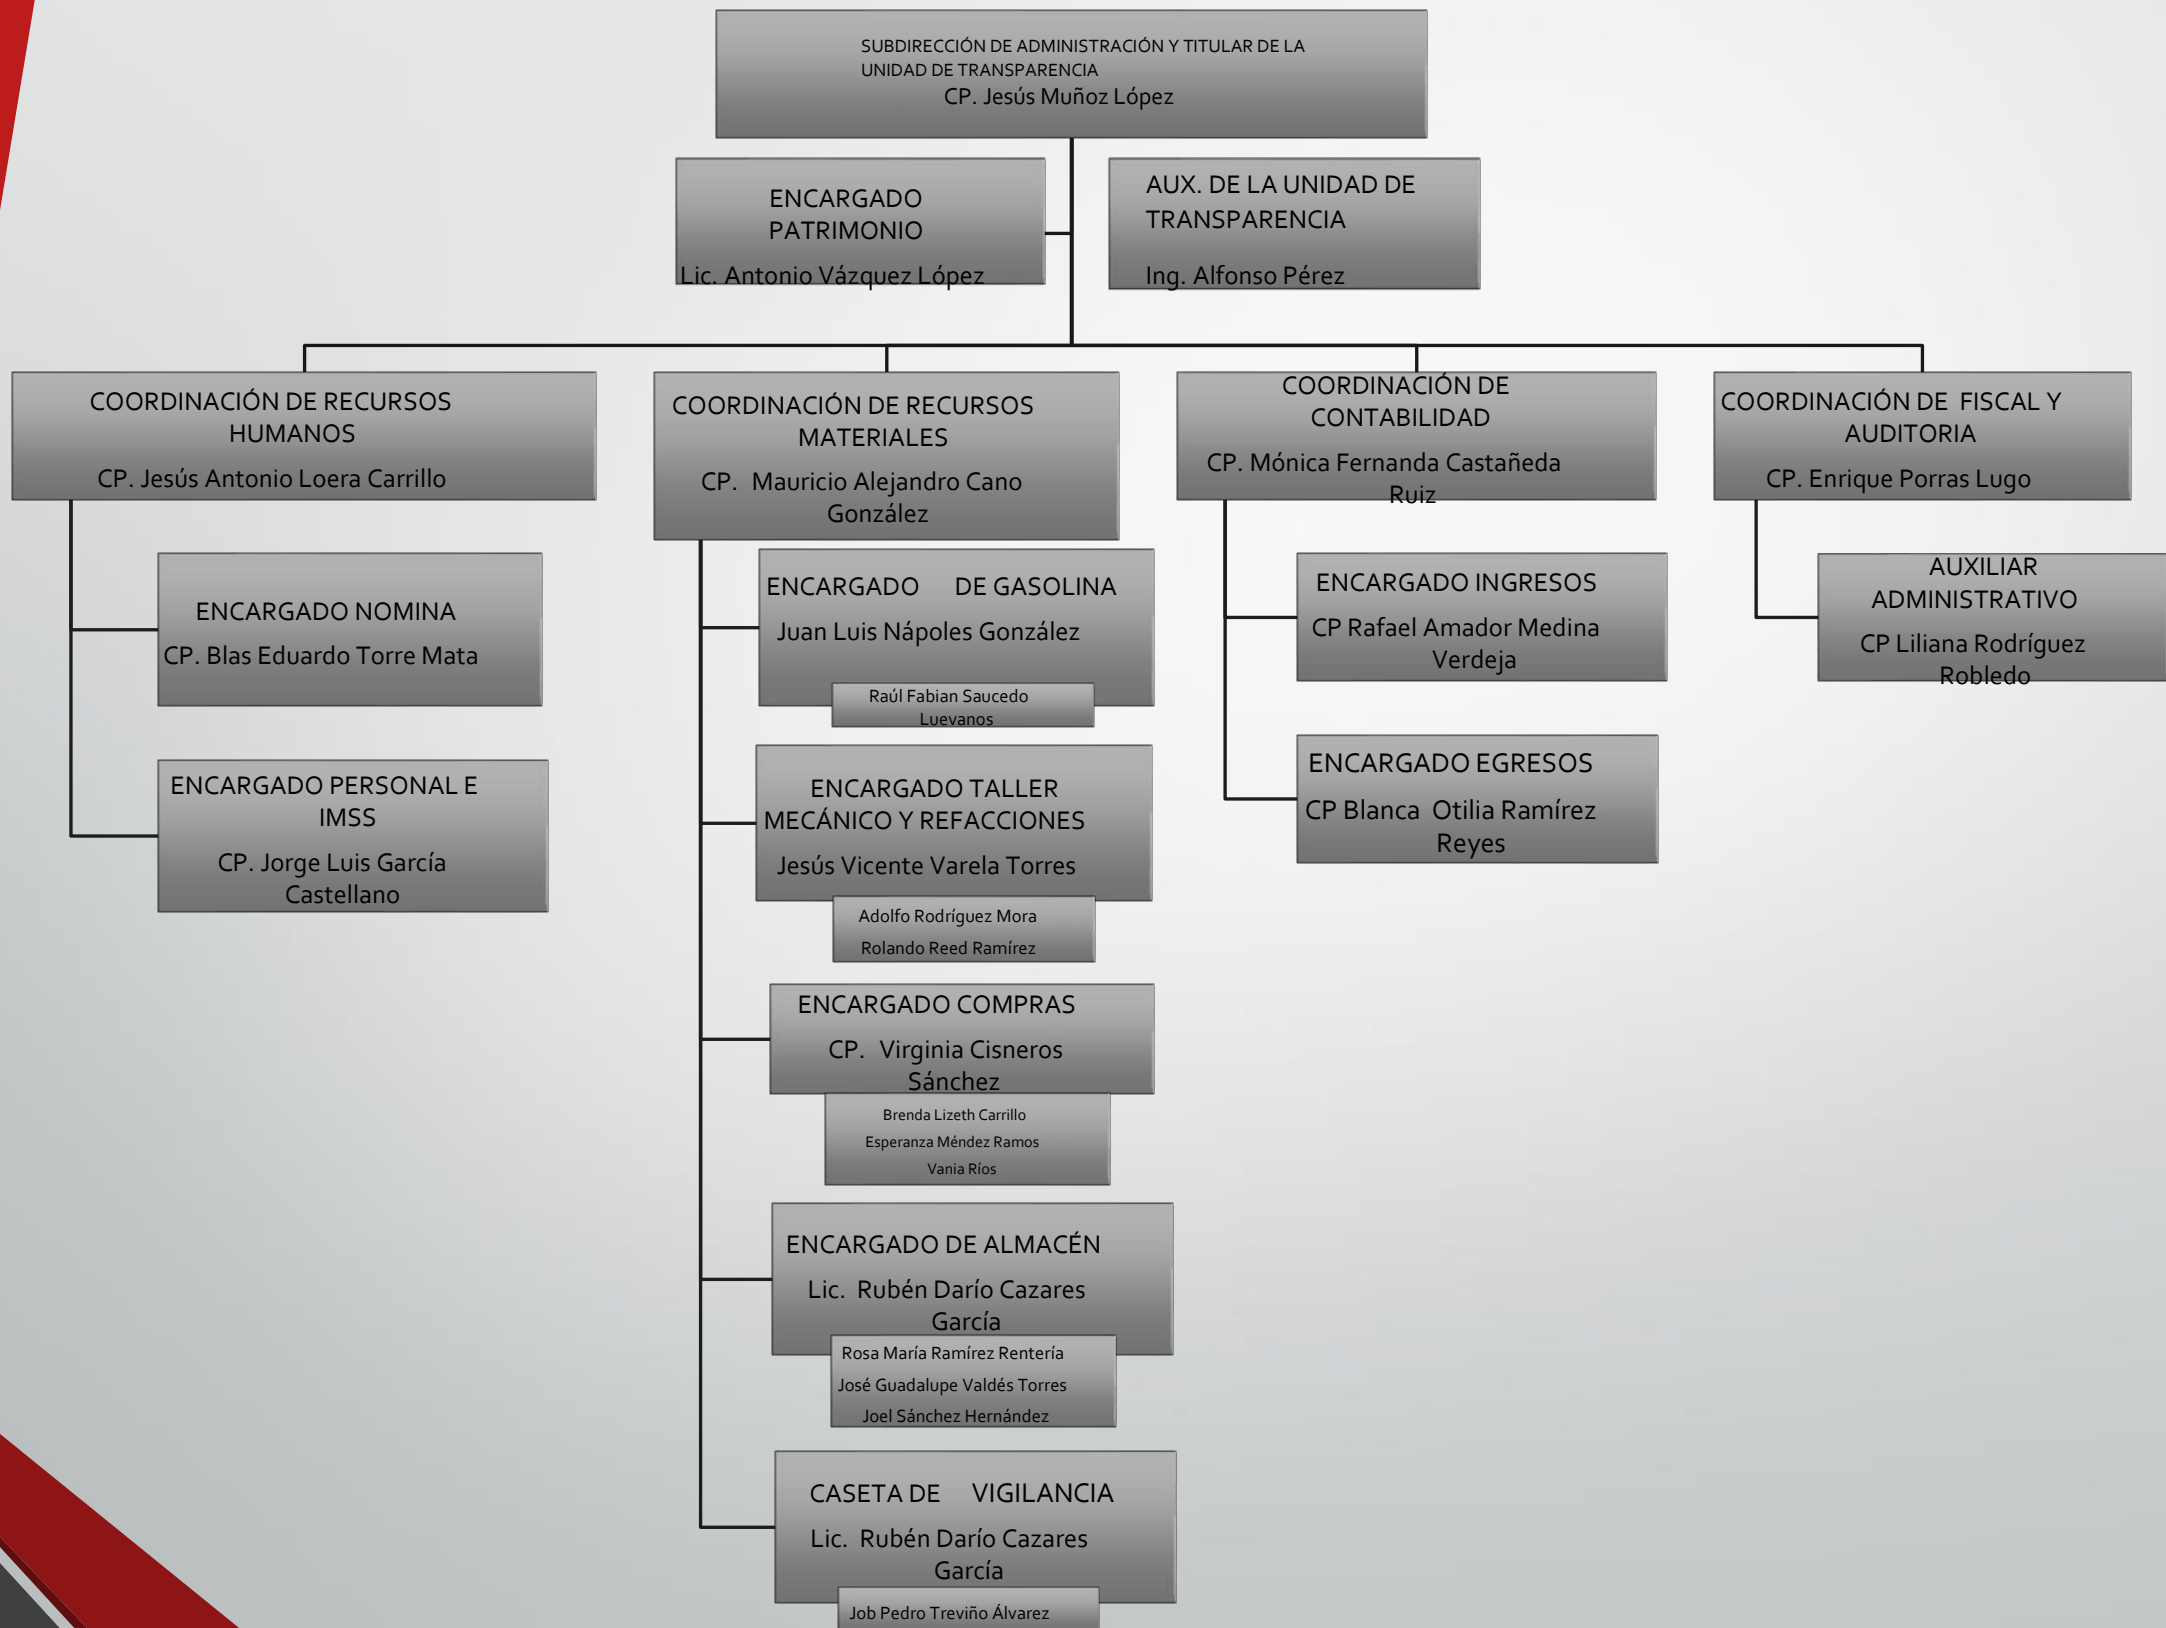 SUBDIRECCIÓN DE ADMINISTRACIÓN Y TITULAR DE LA
UNIDAD DE TRANSPARENCIA
CP. Jesús Muñoz López
ENCARGADO
PATRIMONIO
Lic. Antonio Vázquez López
AUX. DE LA UNIDAD DE
TRANSPARENCIA
Ing. Alfonso Pérez
COORDINACIÓN DE RECURSOS
HUMANOS
CP. Jesús Antonio Loera Carrillo
ENCARGADO NOMINA
CP. Blas Eduardo Torre Mata
ENCARGADO PERSONAL E
IMSS
CP. Jorge Luis García
Castellano
COORDINACIÓN DE RECURSOS
MATERIALES
CP. Mauricio Alejandro Cano
González
ENCARGADO DE GASOLINA
Juan Luis Nápoles González
Raúl Fabian Saucedo
Luevanos
ENCARGADO TALLER
MECÁNICO Y REFACCIONES
Jesús Vicente Varela Torres
Adolfo Rodríguez Mora
Rolando Reed Ramírez
ENCARGADO COMPRAS
CP. Virginia Cisneros
Sánchez
Brenda Lizeth Carrillo
Esperanza Méndez Ramos
Vania Ríos
ENCARGADO DE ALMACÉN
Lic. Rubén Darío Cazares
García
Rosa María Ramírez Rentería
José Guadalupe Valdés Torres
Joel Sánchez Hernández
CASETA DE VIGILANCIA
Lic. Rubén Darío Cazares
García
Job Pedro Treviño Álvarez
COORDINACIÓN DE
CONTABILIDAD
CP. Mónica Fernanda Castañeda
Ruiz
ENCARGADO INGRESOS
CP Rafael Amador Medina
Verdeja
ENCARGADO EGRESOS
CP Blanca Otilia Ramírez
Reyes
COORDINACIÓN DE FISCAL Y
AUDITORIA
CP. Enrique Porras Lugo
AUXILIAR
ADMINISTRATIVO
CP Liliana Rodríguez
Robledo